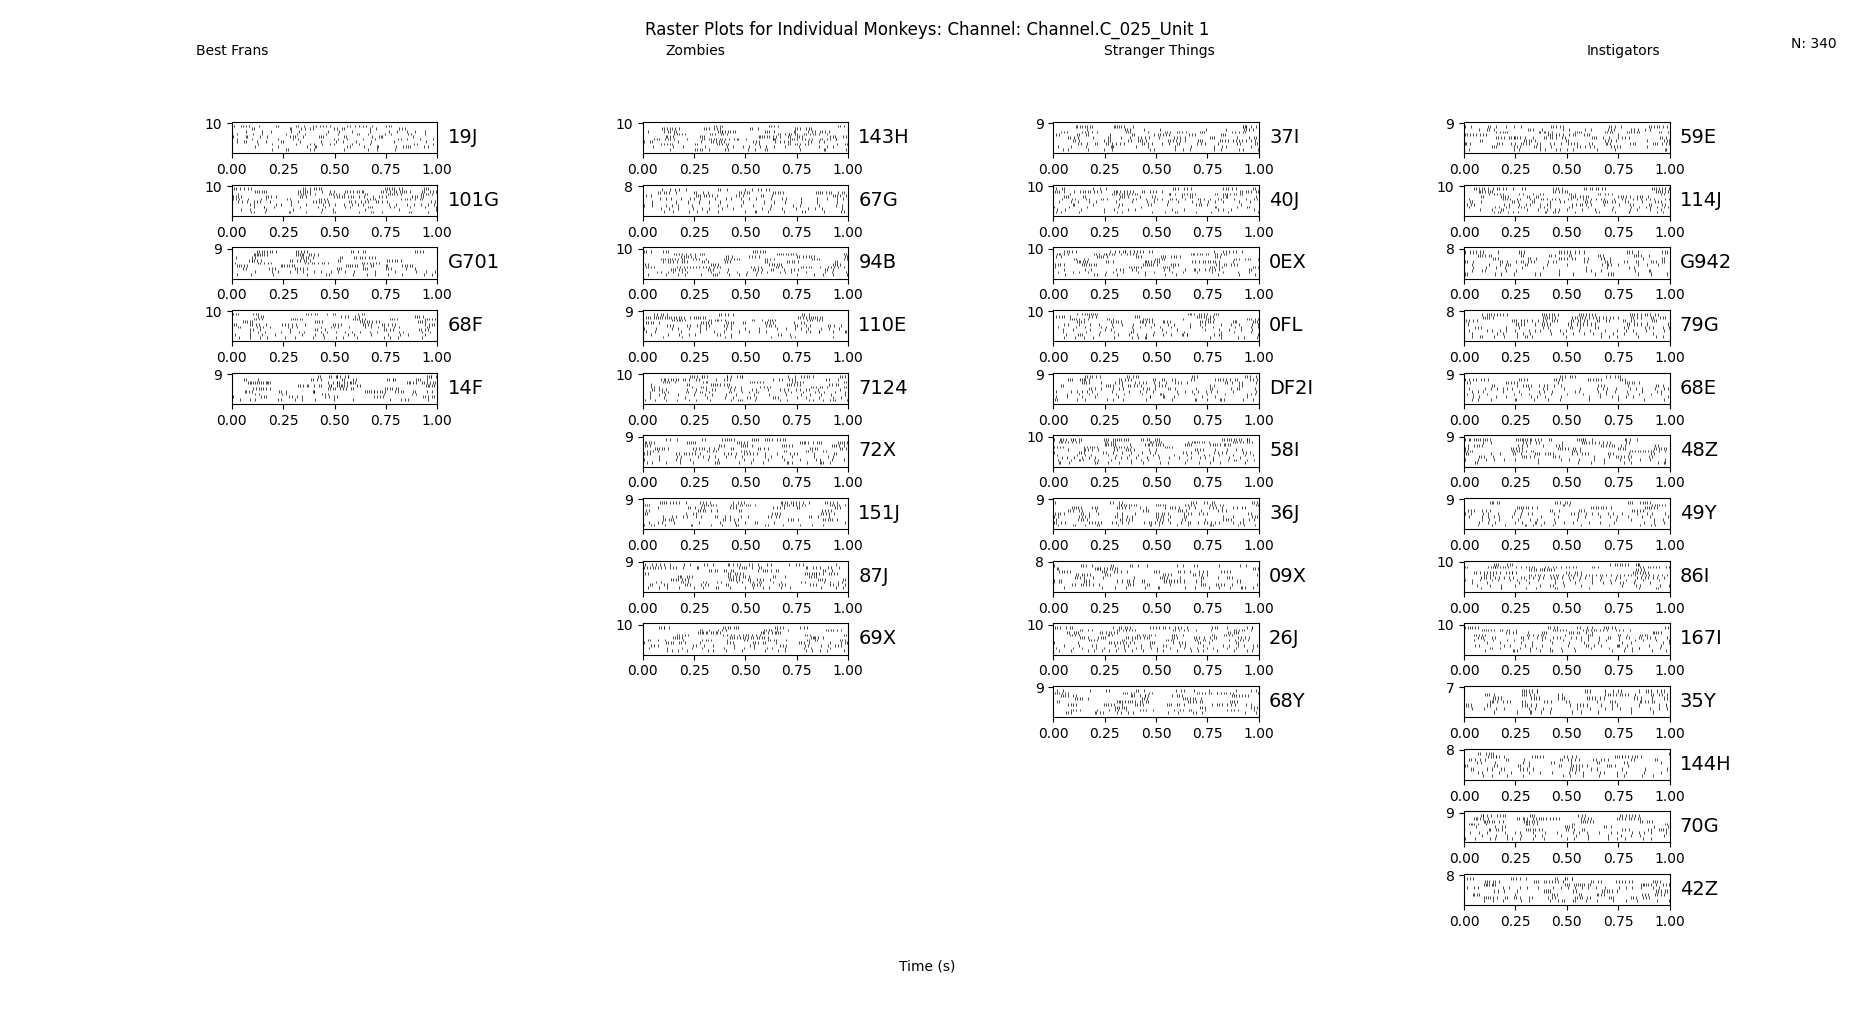 Raster Plots for Individual Monkeys: Channel: Channel.C_025_Unit 1
N: 340
Best Frans Zombies Stranger Things Instigators
10 19J 10 143H 9 37I 9 59E
0.00 0.25 0.50 0.75 1.00 0.00 0.25 0.50 0.75 1.00 0.00 0.25 0.50 0.75 1.00 0.00 0.25 0.50 0.75 1.00
10 101G 8 67G 10 40J 10 114J
0.00 0.25 0.50 0.75 1.00 0.00 0.25 0.50 0.75 1.00 0.00 0.25 0.50 0.75 1.00 0.00 0.25 0.50 0.75 1.00
9 G701 10 94B 10 0EX 8 G942
0.00 0.25 0.50 0.75 1.00 0.00 0.25 0.50 0.75 1.00 0.00 0.25 0.50 0.75 1.00 0.00 0.25 0.50 0.75 1.00
10 68F 9 110E 10 0FL 8 79G
0.00 0.25 0.50 0.75 1.00 0.00 0.25 0.50 0.75 1.00 0.00 0.25 0.50 0.75 1.00 0.00 0.25 0.50 0.75 1.00
9 14F 10 7124 9 DF2I 9 68E
0.00 0.25 0.50 0.75 1.00 0.00 0.25 0.50 0.75 1.00 0.00 0.25 0.50 0.75 1.00 0.00 0.25 0.50 0.75 1.00
9 72X 10 58I 9 48Z
0.00 0.25 0.50 0.75 1.00 0.00 0.25 0.50 0.75 1.00 0.00 0.25 0.50 0.75 1.00
9 151J 9 36J 9 49Y
0.00 0.25 0.50 0.75 1.00 0.00 0.25 0.50 0.75 1.00 0.00 0.25 0.50 0.75 1.00
9 87J 8 09X 10 86I
0.00 0.25 0.50 0.75 1.00 0.00 0.25 0.50 0.75 1.00 0.00 0.25 0.50 0.75 1.00
10 69X 10 26J 10 167I
0.00 0.25 0.50 0.75 1.00 0.00 0.25 0.50 0.75 1.00 0.00 0.25 0.50 0.75 1.00
9 68Y 7 35Y
0.00 0.25 0.50 0.75 1.00 0.00 0.25 0.50 0.75 1.00
8 144H
0.00 0.25 0.50 0.75 1.00
9 70G
0.00 0.25 0.50 0.75 1.00
8 42Z
0.00 0.25 0.50 0.75 1.00
Time (s)